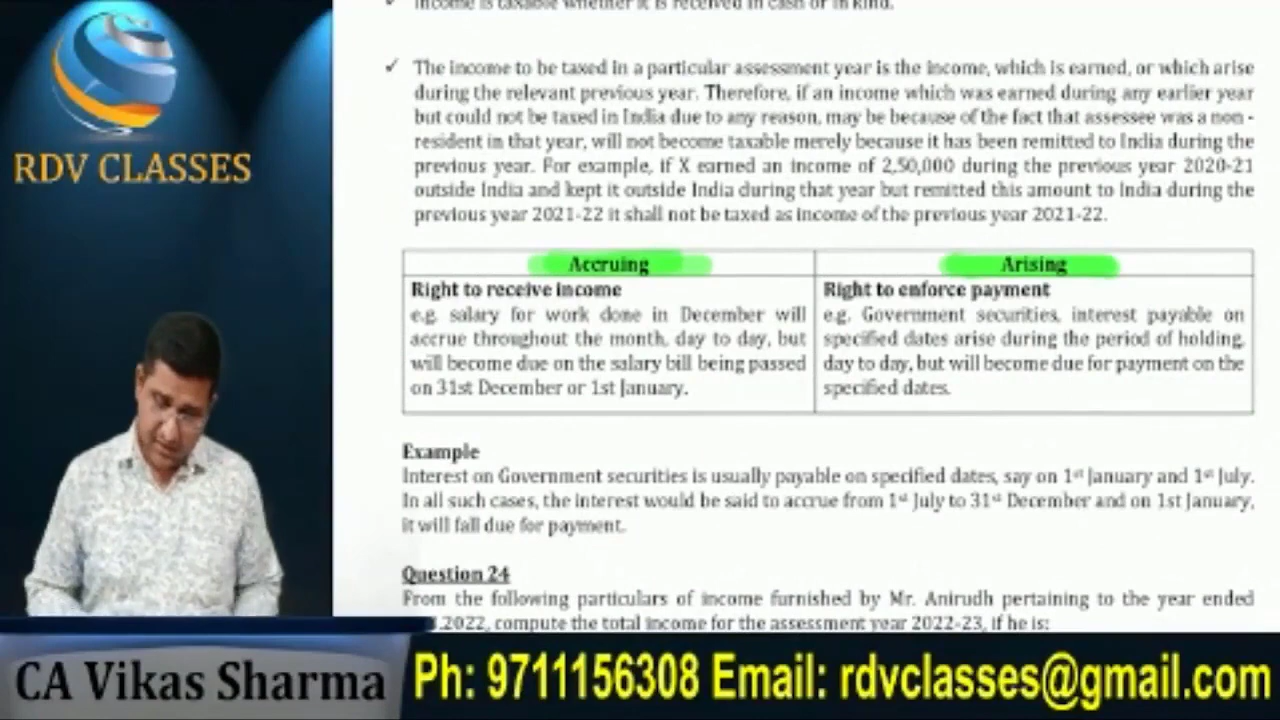 Income is taxable whether it is received in cash or in kind.
✓ The income to be taxed in a particular assessment year is the income, which is earned, or which arise
during the relevant previous year. Therefore, if an income which was earned during any earlier year
but could not be taxed in India due to any reason, may be because of the fact that assessee was a non -
resident in that year, will not become taxable merely because it has been remitted to India during the
previous year. For example, if X earned an income of 2,50,000 during the previous year 2020-21
outside India and kept it outside India during that year but remitted this amount to India during the
previous year 2021-22 it shall not be taxed as income of the previous year 2021-22.
RDV CLASSES
Accruing
Right to receive income
e.g. salary for work done in December will
accrue throughout the month, day to day, but
will become due on the salary bill being passed
on 31st December or 1st January.
Arising
Right to enforce payment
e.g. Government securities, interest payable on
specified dates arise during the period of holding,
day to day, but will become due for payment on the
specified dates.
Example
Interest on Government securities is usually payable on specified dates, say on 1st January and 1st July.
In all such cases, the interest would be said to accrue from 1st July to 31st December and on 1st January,
it will fall due for payment.
Question 24
From the following particulars of income furnished by Mr. Anirudh pertaining to the year ended
.2022, compute the total income for the assessment year 2022-23, if he is:
CA Vikas Sharma
Ph: 9711156308 Email: rdvclasses@gmail.com